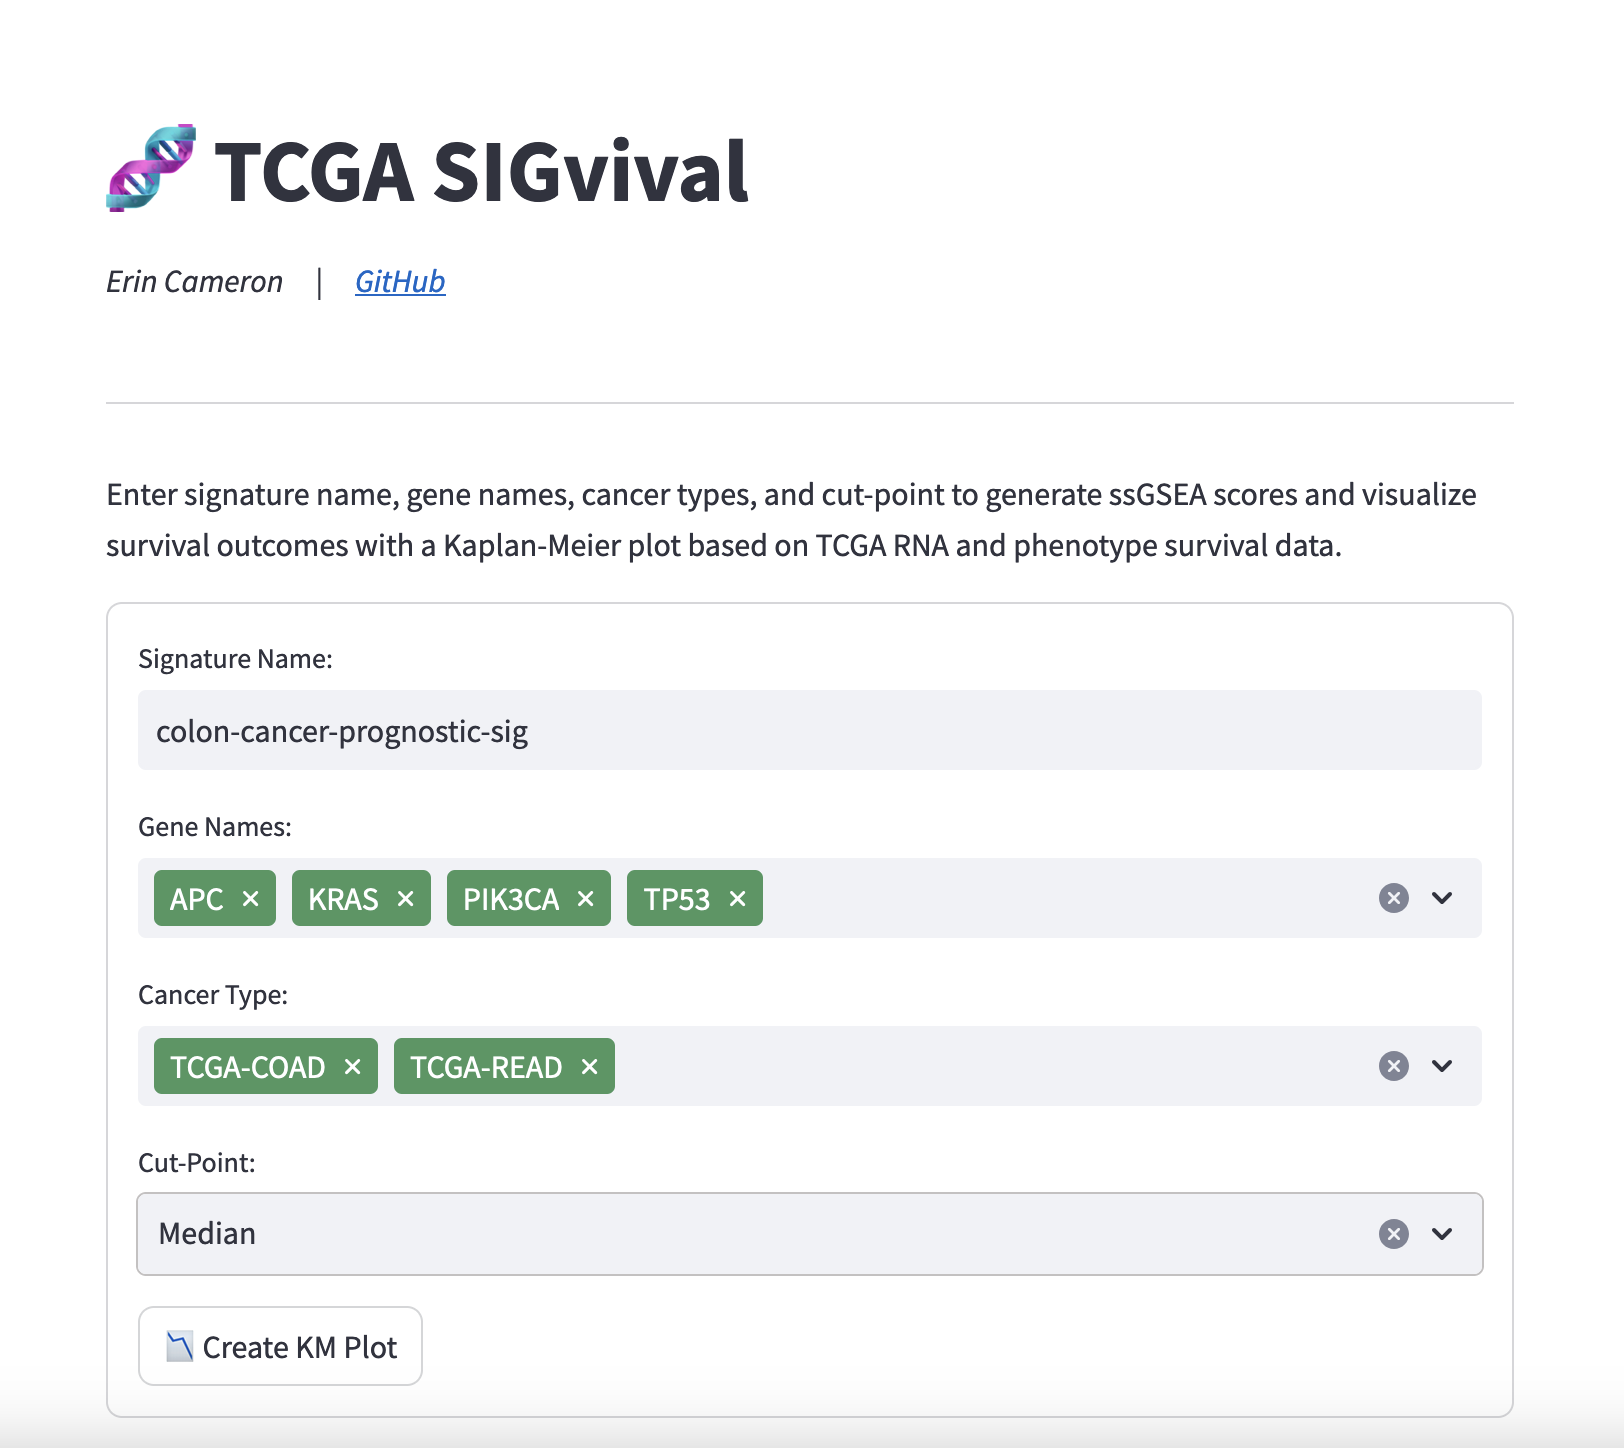 TCGA SIGvival
Erin Cameron | GitHub
Enter signature name, gene names, cancer types, and cut-point to generate ssGSEA scores and visualize
survival outcomes with a Kaplan-Meier plot based on TCGA RNA and phenotype survival data.
Signature Name:
colon-cancer-prognostic-sig
Gene Names:
APC KRAS PIK3CA TP53
Cancer Type:
TCGA-COAD TCGA-READ
Cut-Point:
Median
Create KM Plot